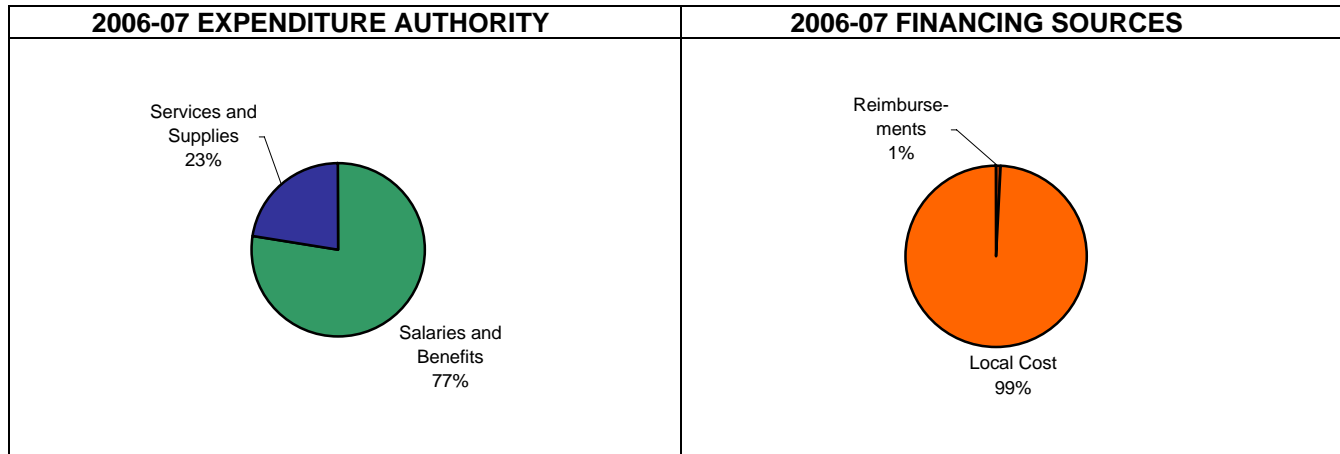 2006-07 EXPENDITURE AUTHORITY
Services and
Supplies
23%
Salaries and
Benefits
77%
2006-07 FINANCING SOURCES
Reimburse-
ments
1%
Local Cost
99%